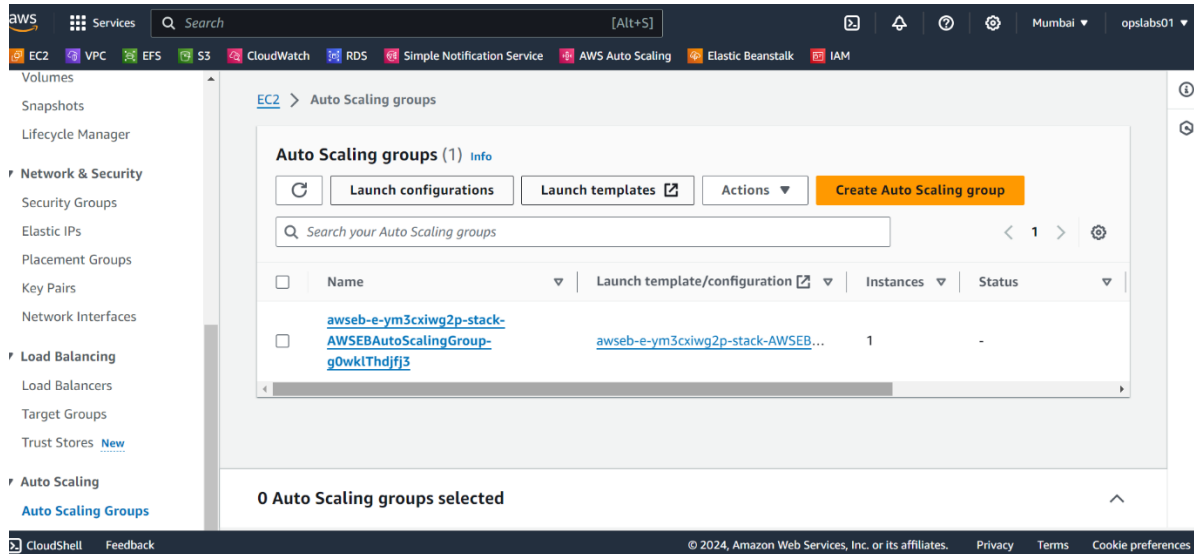 aws Services Search [Alt+S] Mumbai opslabs01
EC2 VPC EFS S3 CloudWatch RDS Simple Notification Service AWS Auto Scaling Elastic Beanstalk IAM
Volumes
Snapshots
Lifecycle Manager
Network & Security
Security Groups
Elastic IPs
Placement Groups
Key Pairs
Network Interfaces
Load Balancing
Load Balancers
Target Groups
Trust Stores New
Auto Scaling
Auto Scaling Groups
EC2 > Auto Scaling groups
Auto Scaling groups (1) Info
Launch configurations Launch templates Actions Create Auto Scaling group
Search your Auto Scaling groups
1
Name Launch template/configuration Instances Status
awseb-e-ym3cxiwg2p-stack-
AWSEBAutoScalingGroup-
g0wklThdjfj3
awseb-e-ym3cxiwg2p-stack-AWSEB... 1 -
0 Auto Scaling groups selected
CloudShell Feedback © 2024, Amazon Web Services, Inc. or its affiliates. Privacy Terms Cookie preferences